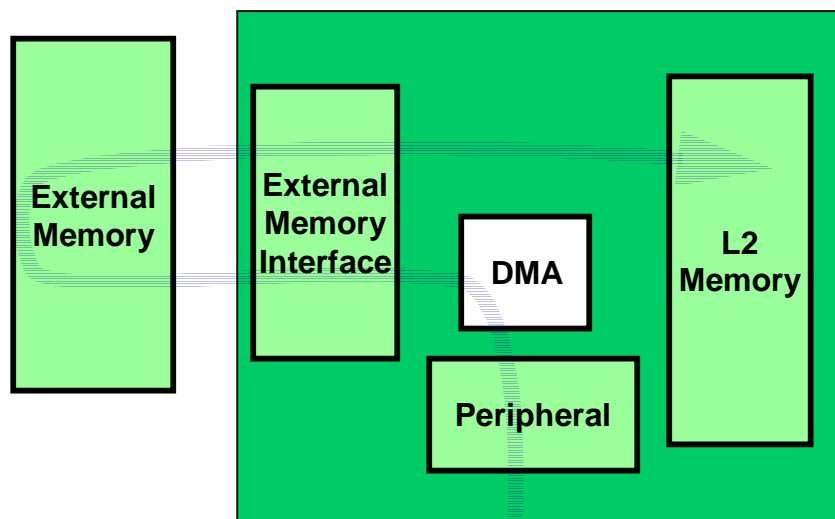 External
Memory
External
Memory
Interface
DMA
L2
Memory
Peripheral